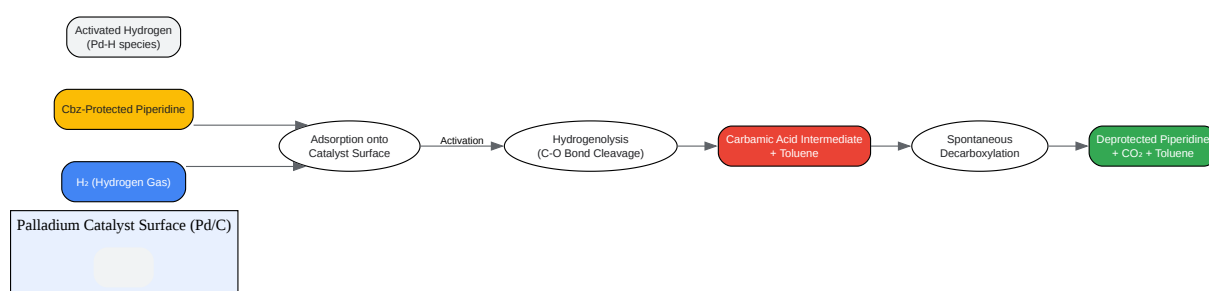 Activated Hydrogen
(Pd-H species)
Cbz-Protected Piperidine
H₂ (Hydrogen Gas)
Palladium Catalyst Surface (Pd/C)
Adsorption onto
Catalyst Surface
Activation
Hydrogenolysis
(C-O Bond Cleavage)
Carbamic Acid Intermediate
+ Toluene
Spontaneous
Decarboxylation
Deprotected Piperidine
+ CO₂ + Toluene